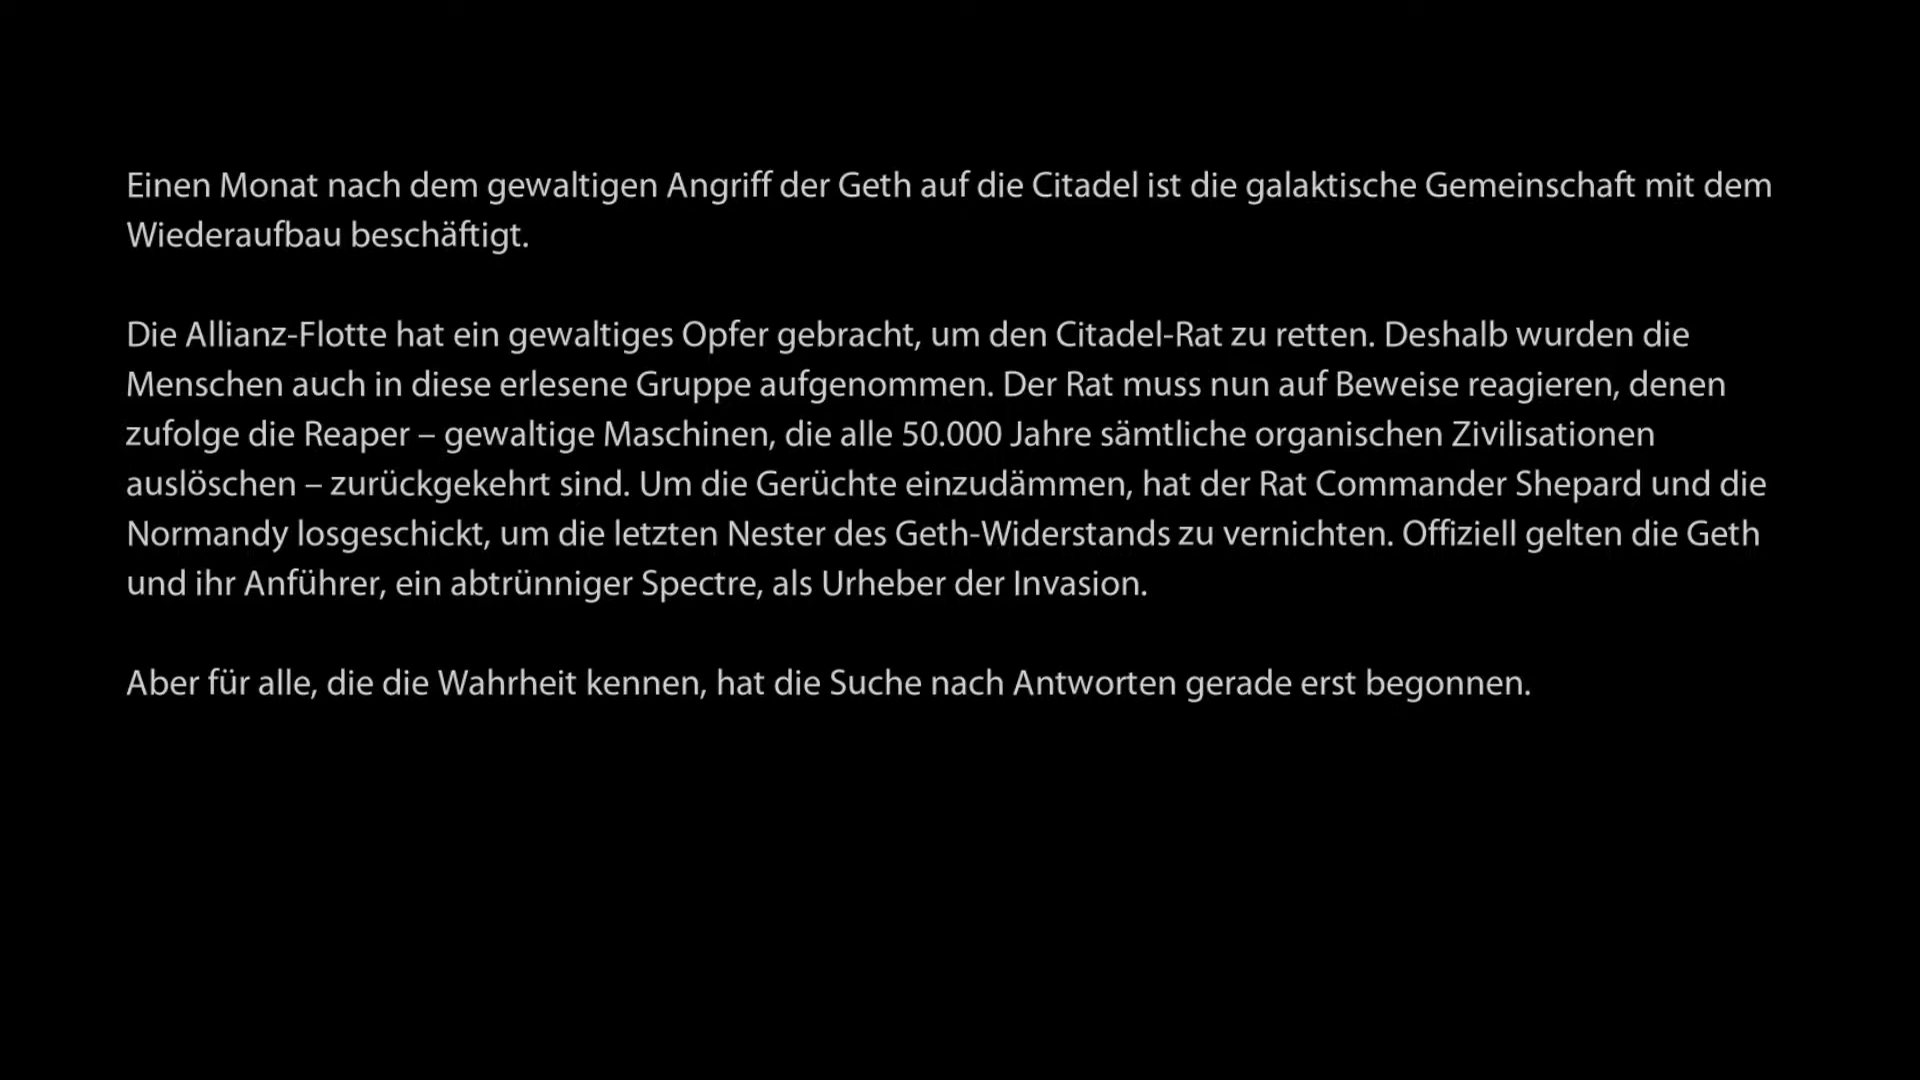 Einen Monat nach dem gewaltigen Angriff der Geth auf die Citadel ist die galaktische Gemeinschaft mit dem
Wiederaufbau beschäftigt.
Die Allianz-Flotte hat ein gewaltiges Opfer gebracht, um den Citadel-Rat zu retten. Deshalb wurden die
Menschen auch in diese erlesene Gruppe aufgenommen. Der Rat muss nun auf Beweise reagieren, denen
zufolge die Reaper – gewaltige Maschinen, die alle 50.000 Jahre sämtliche organischen Zivilisationen
auslöschen – zurückgekehrt sind. Um die Gerüchte einzudämmen, hat der Rat Commander Shepard und die
Normandy losgeschickt, um die letzten Nester des Geth-Widerstands zu vernichten. Offiziell gelten die Geth
und ihr Anführer, ein abtrünniger Spectre, als Urheber der Invasion.
Aber für alle, die die Wahrheit kennen, hat die Suche nach Antworten gerade erst begonnen.